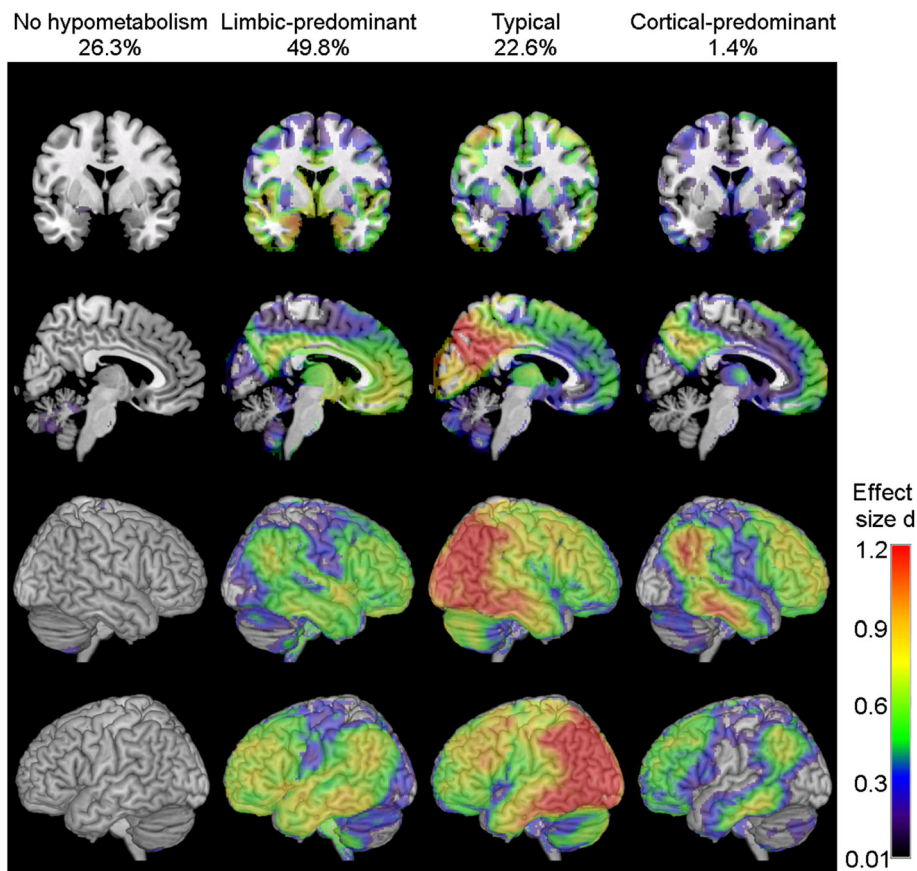 No hypometabolism Limbic-predominant Typical Cortical-predominant
26.3% 49.8% 22.6% 1.4%
Effect
size d
1.2
0.9
0.6
0.3
0.01